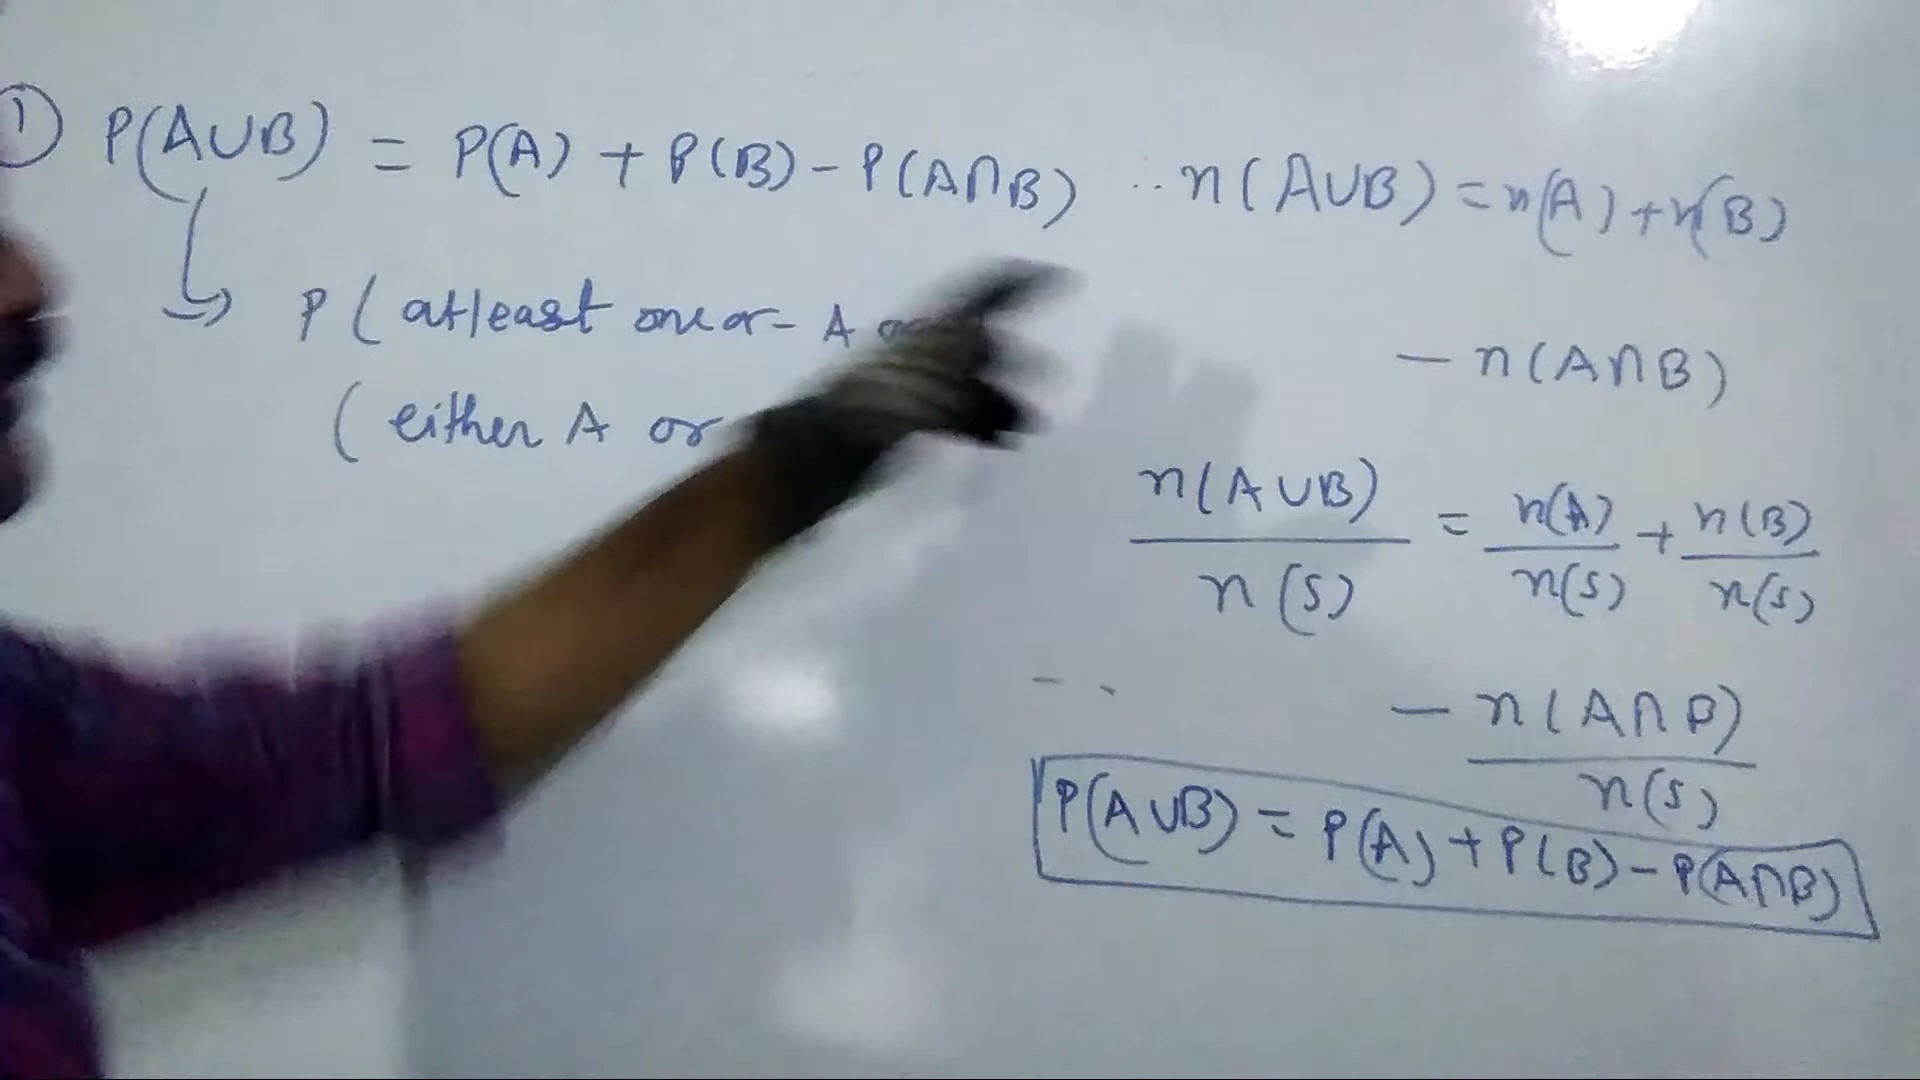 ① P(A∪B) = P(A) + P(B) - P(A∩B)
P( atleast one or - A
( either A or
∵ n(A∪B) = n(A) + n(B)
- n(A∩B)
n(A∪B)/n(S) = n(A)/n(S) + n(B)/n(S)
- n(A∩B)/n(S)
P(A∪B) = P(A) + P(B) - P(A∩B)